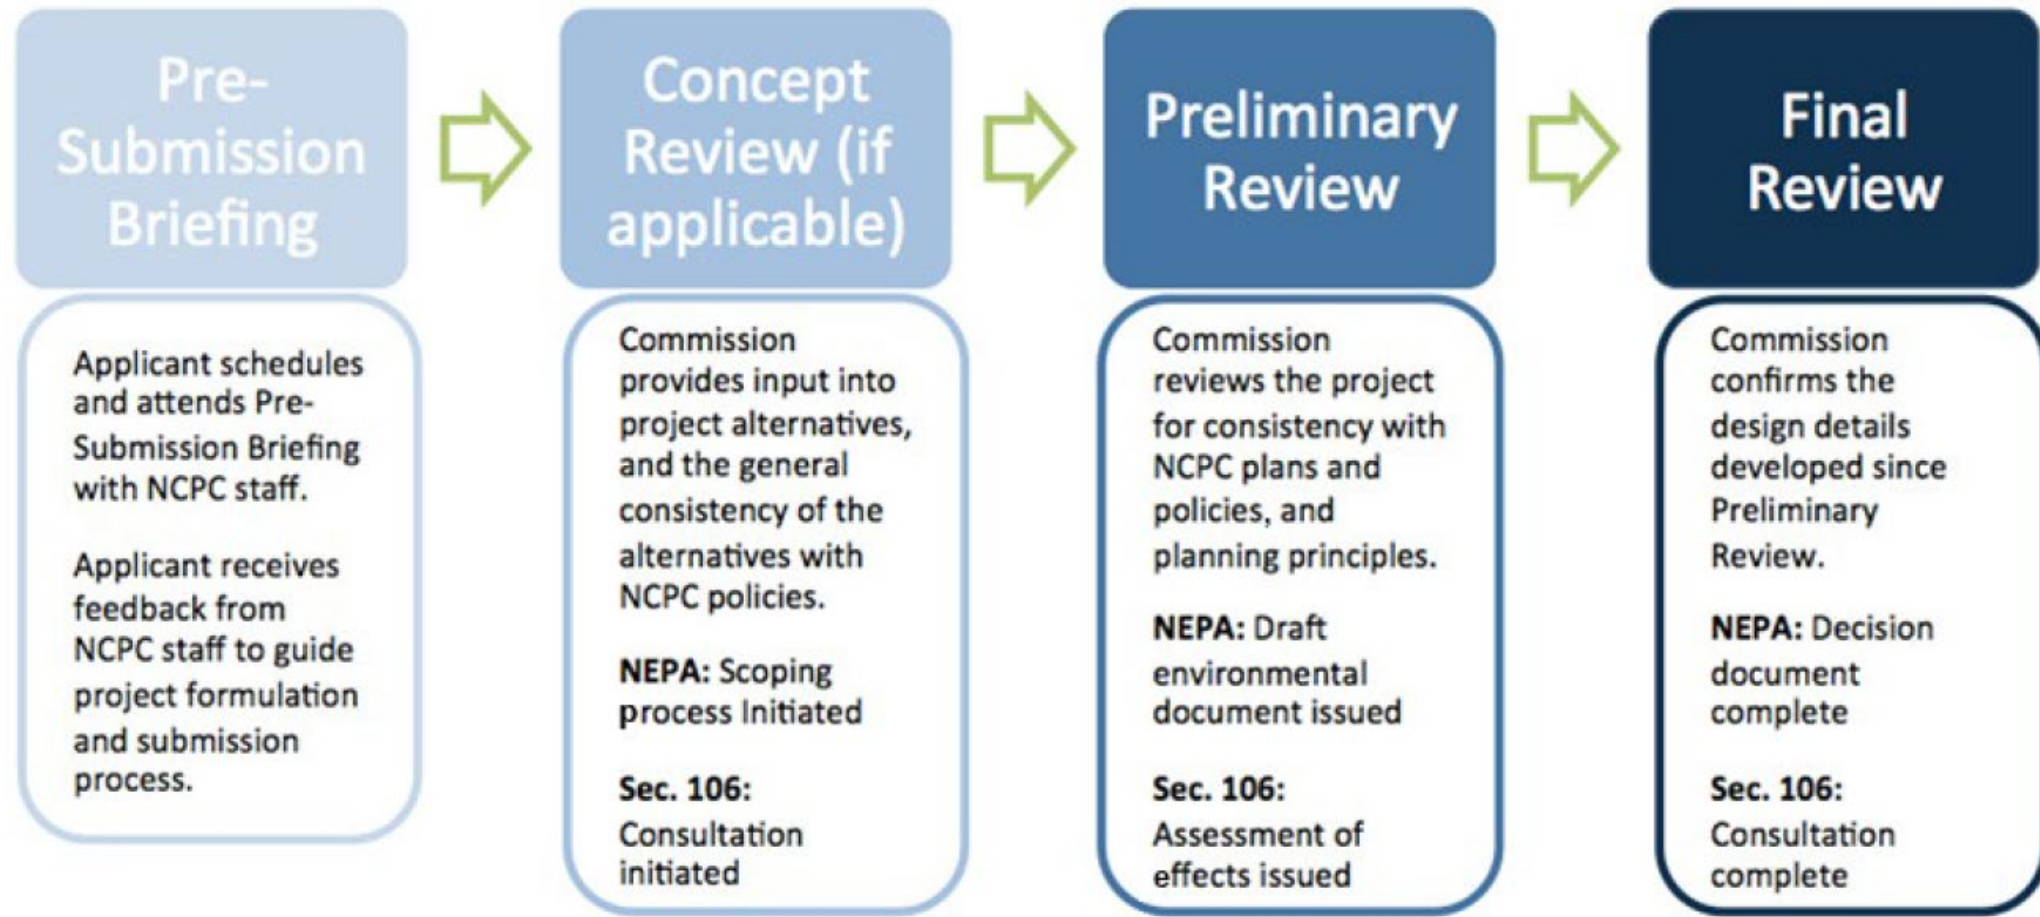 Pre-
Submission
Briefing
Applicant schedules
and attends Pre-
Submission Briefing
with NCPC staff.
Applicant receives
feedback from
NCPC staff to guide
project formulation
and submission
process.
Concept
Review (if
applicable)
Commission
provides input into
project alternatives,
and the general
consistency of the
alternatives with
NCPC policies.
NEPA: Scoping
process Initiated
Sec. 106:
Consultation
initiated
Preliminary
Review
Commission
reviews the project
for consistency with
NCPC plans and
policies, and
planning principles.
NEPA: Draft
environmental
document issued
Sec. 106:
Assessment of
effects issued
Final
Review
Commission
confirms the
design details
developed since
Preliminary
Review.
NEPA: Decision
document
complete
Sec. 106:
Consultation
complete